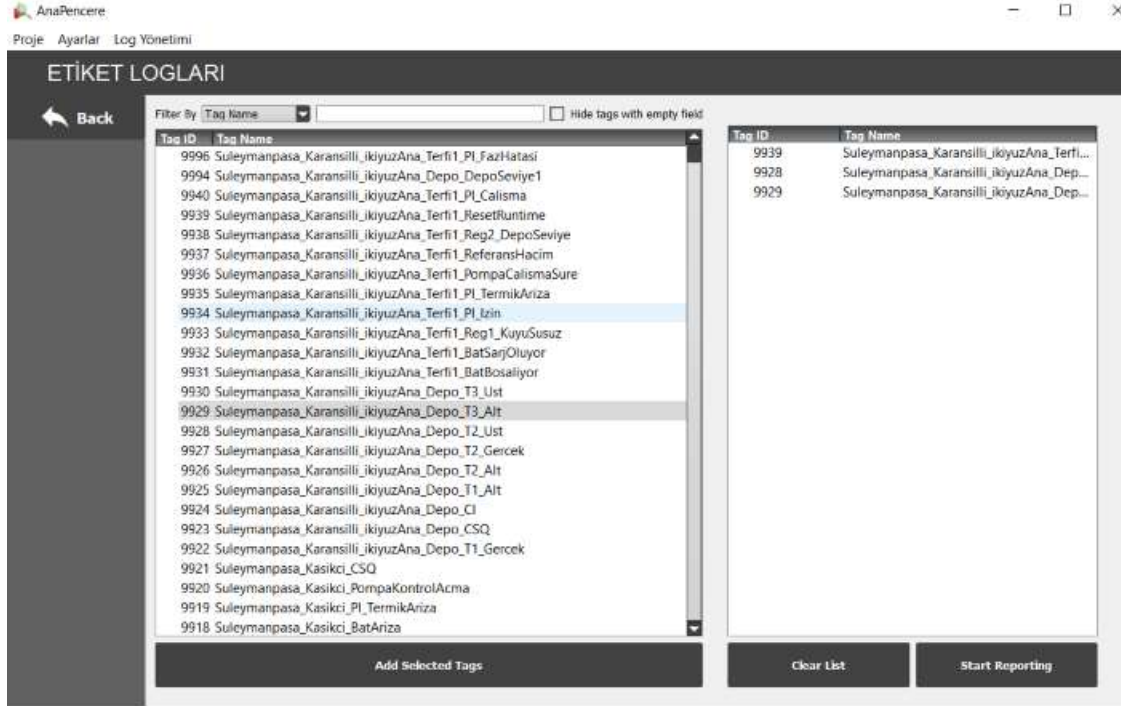 AnaPencere
Proje Ayarlar Log Yönetimi
ETİKET LOGLARI
Back
Filter By Tag Name Hide tags with empty field
Tag ID Tag Name
9996 Suleymanpasa_Karansilli_ikiyuzAna_Terfi1_PI_FazHatasi
9994 Suleymanpasa_Karansilli_ikiyuzAna_Depo_DepoSeviye1
9940 Suleymanpasa_Karansilli_ikiyuzAna_Terfi1_PI_Calisma
9939 Suleymanpasa_Karansilli_ikiyuzAna_Terfi1_ResetRuntime
9938 Suleymanpasa_Karansilli_ikiyuzAna_Terfi1_Reg2_DepoSeviye
9937 Suleymanpasa_Karansilli_ikiyuzAna_Terfi1_ReferansHacim
9936 Suleymanpasa_Karansilli_ikiyuzAna_Terfi1_PompaCalismaSure
9935 Suleymanpasa_Karansilli_ikiyuzAna_Terfi1_PI_TermikAriza
9934 Suleymanpasa_Karansilli_ikiyuzAna_Terfi1_PI_Izin
9933 Suleymanpasa_Karansilli_ikiyuzAna_Terfi1_Reg1_KuyuSusuz
9932 Suleymanpasa_Karansilli_ikiyuzAna_Terfi1_BatSarjOluyor
9931 Suleymanpasa_Karansilli_ikiyuzAna_Terfi1_BatBosaliyor
9930 Suleymanpasa_Karansilli_ikiyuzAna_Depo_T3_Ust
9929 Suleymanpasa_Karansilli_ikiyuzAna_Depo_T3_Alt
9928 Suleymanpasa_Karansilli_ikiyuzAna_Depo_T2_Ust
9927 Suleymanpasa_Karansilli_ikiyuzAna_Depo_T2_Gercek
9926 Suleymanpasa_Karansilli_ikiyuzAna_Depo_T2_Alt
9925 Suleymanpasa_Karansilli_ikiyuzAna_Depo_T1_Alt
9924 Suleymanpasa_Karansilli_ikiyuzAna_Depo_CI
9923 Suleymanpasa_Karansilli_ikiyuzAna_Depo_CSQ
9922 Suleymanpasa_Karansilli_ikiyuzAna_Depo_T1_Gercek
9921 Suleymanpasa_Kasikci_CSQ
9920 Suleymanpasa_Kasikci_PompaKontrolAcma
9919 Suleymanpasa_Kasikci_PI_TermikAriza
9918 Suleymanpasa_Kasikci_BatAriza
Add Selected Tags
Tag ID Tag Name
9939 Suleymanpasa_Karansilli_ikiyuzAna_Terfi...
9928 Suleymanpasa_Karansilli_ikiyuzAna_Dep...
9929 Suleymanpasa_Karansilli_ikiyuzAna_Dep...
Clear List Start Reporting